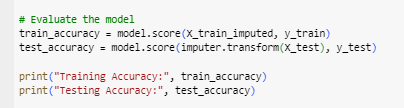 # Evaluate the model
train_accuracy = model.score(X_train_imputed, y_train)
test_accuracy = model.score(imputer.transform(X_test), y_test)
print("Training Accuracy:", train_accuracy)
print("Testing Accuracy:", test_accuracy)